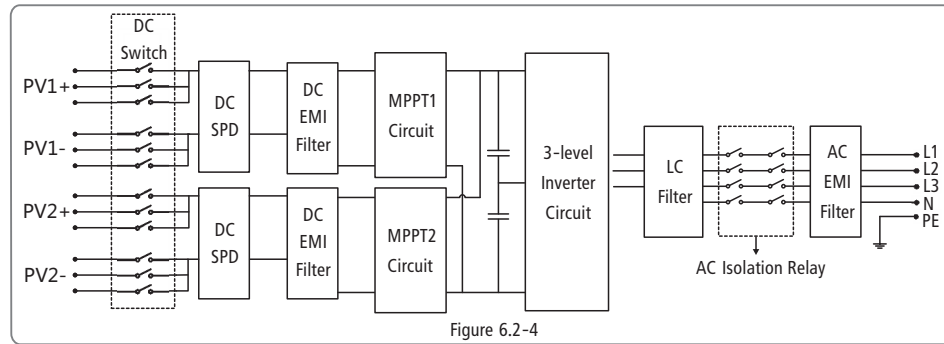 DC
Switch
PV1+
PV1-
PV2+
PV2-
DC
SPD
DC
SPD
DC
EMI
Filter
DC
EMI
Filter
MPPT1
Circuit
MPPT2
Circuit
3-level
Inverter
Circuit
LC
Filter
AC
EMI
Filter
L1
L2
L3
N
PE
AC Isolation Relay
Figure 6.2-4